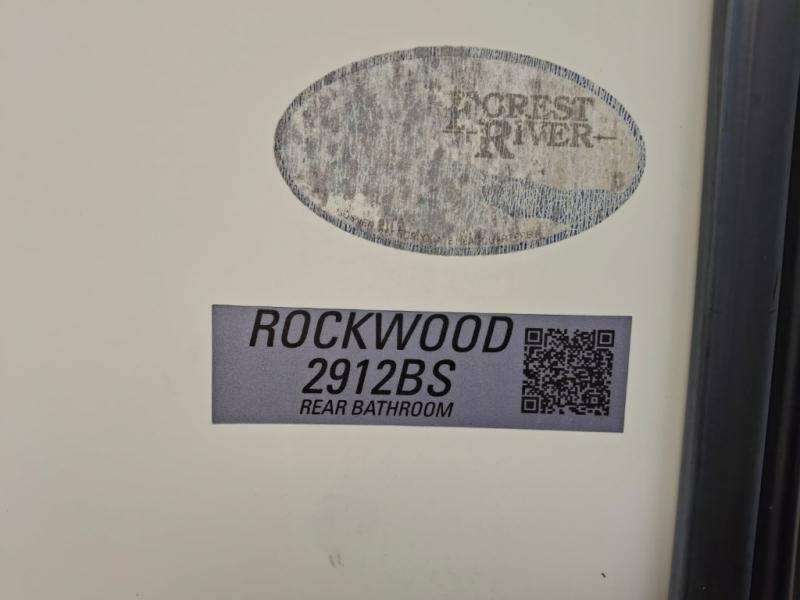 FOREST
RIVER
ROCKWOOD
2912BS
REAR BATHROOM